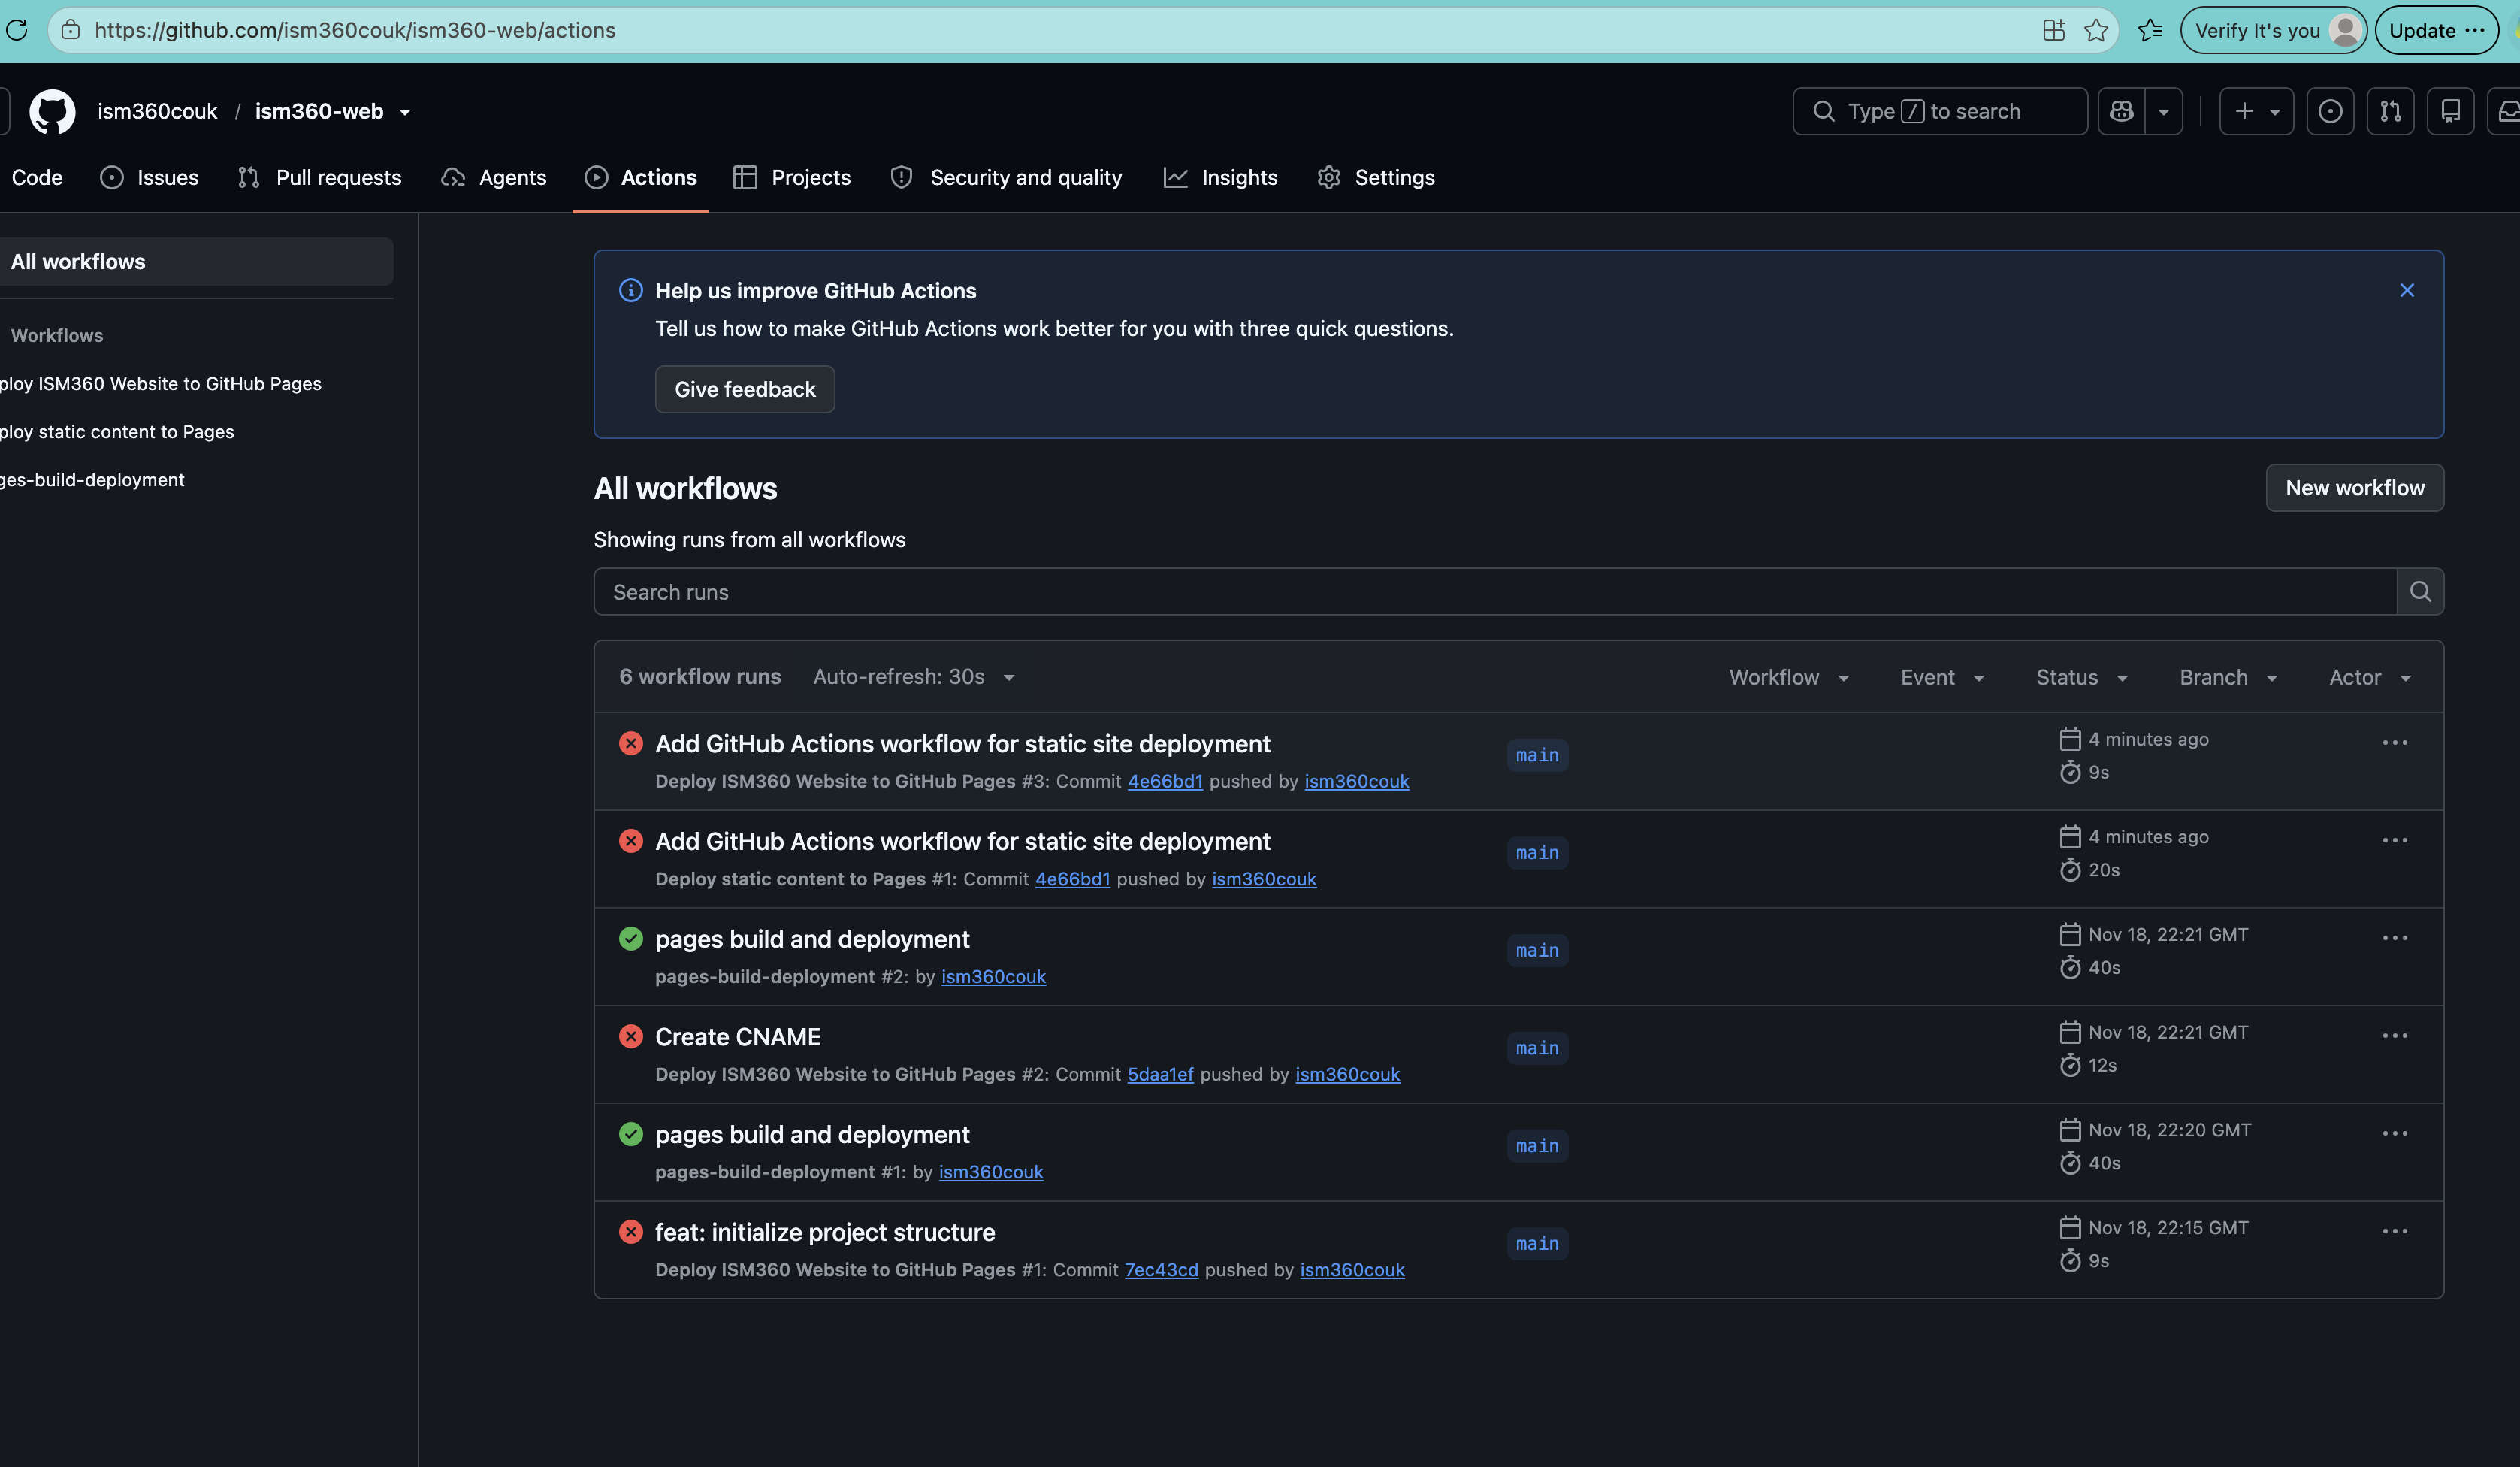 https://github.com/ism360couk/ism360-web/actions
Verify It's you
Update
ism360couk / ism360-web
Type / to search
Code
Issues
Pull requests
Agents
Actions
Projects
Security and quality
Insights
Settings
All workflows
Workflows
ploy ISM360 Website to GitHub Pages
ploy static content to Pages
ges-build-deployment
Help us improve GitHub Actions
Tell us how to make GitHub Actions work better for you with three quick questions.
Give feedback
All workflows
New workflow
Showing runs from all workflows
Search runs
6 workflow runs
Auto-refresh: 30s
Workflow
Event
Status
Branch
Actor
Add GitHub Actions workflow for static site deployment
Deploy ISM360 Website to GitHub Pages #3: Commit 4e66bd1 pushed by ism360couk
main
4 minutes ago
9s
Add GitHub Actions workflow for static site deployment
Deploy static content to Pages #1: Commit 4e66bd1 pushed by ism360couk
main
4 minutes ago
20s
pages build and deployment
pages-build-deployment #2: by ism360couk
main
Nov 18, 22:21 GMT
40s
Create CNAME
Deploy ISM360 Website to GitHub Pages #2: Commit 5daa1ef pushed by ism360couk
main
Nov 18, 22:21 GMT
12s
pages build and deployment
pages-build-deployment #1: by ism360couk
main
Nov 18, 22:20 GMT
40s
feat: initialize project structure
Deploy ISM360 Website to GitHub Pages #1: Commit 7ec43cd pushed by ism360couk
main
Nov 18, 22:15 GMT
9s